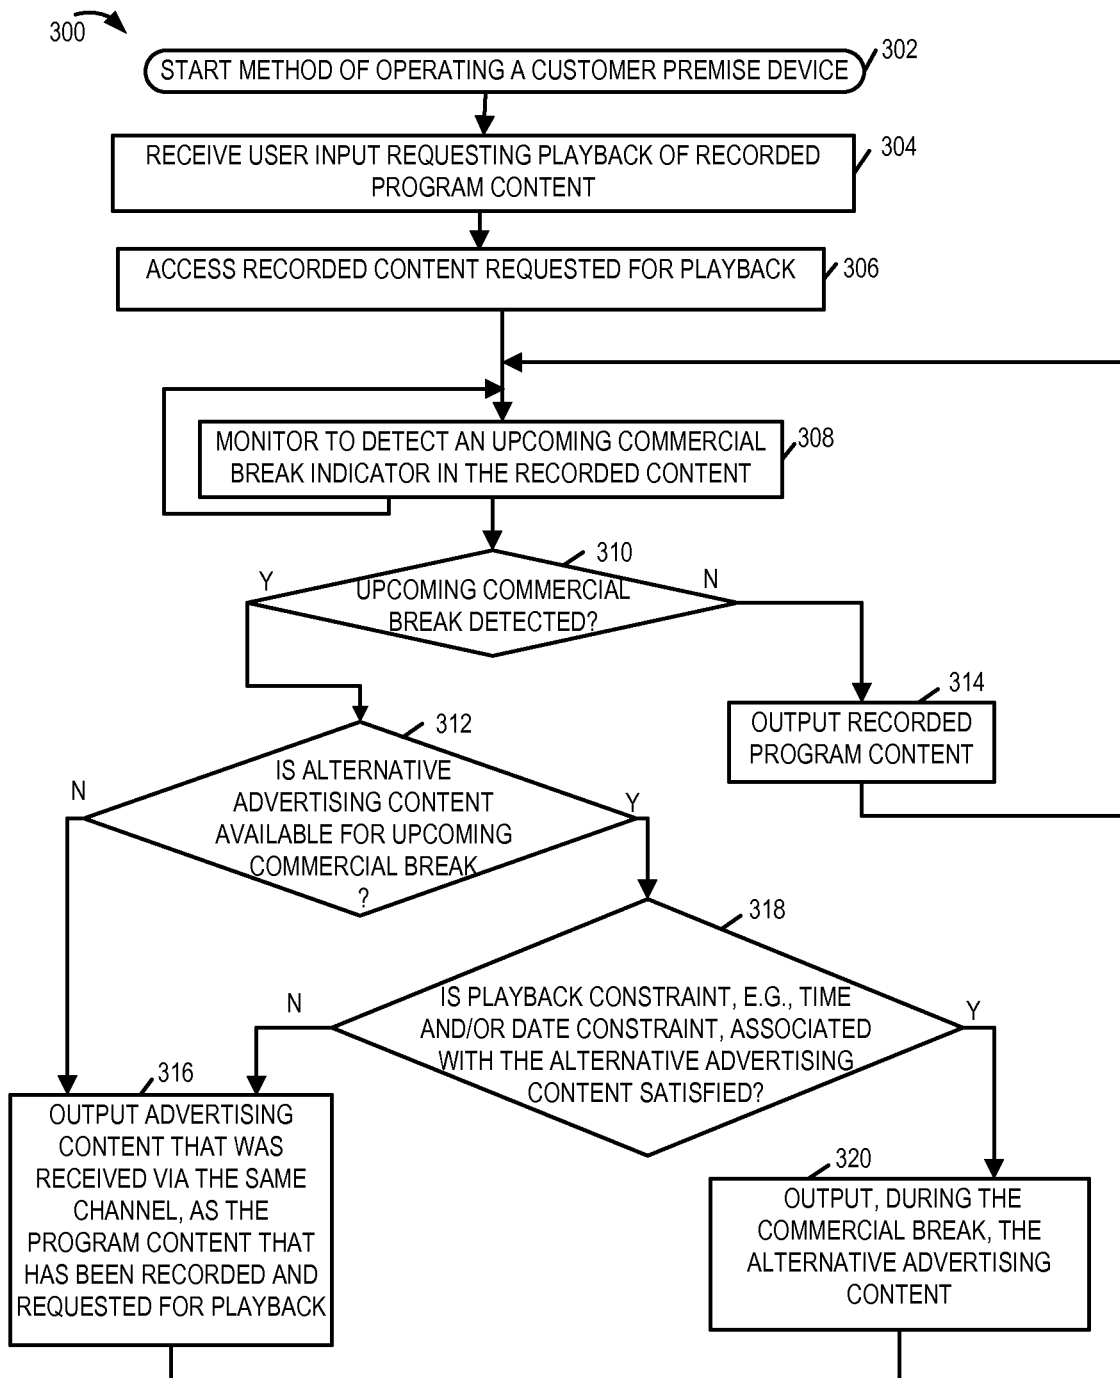 300
START METHOD OF OPERATING A CUSTOMER PREMISE DEVICE
302
RECEIVE USER INPUT REQUESTING PLAYBACK OF RECORDED
PROGRAM CONTENT
304
ACCESS RECORDED CONTENT REQUESTED FOR PLAYBACK
306
MONITOR TO DETECT AN UPCOMING COMMERCIAL
BREAK INDICATOR IN THE RECORDED CONTENT
308
310
Y
UPCOMING COMMERCIAL
BREAK DETECTED?
N
314
OUTPUT RECORDED
PROGRAM CONTENT
312
N
IS ALTERNATIVE
ADVERTISING CONTENT
AVAILABLE FOR UPCOMING
COMMERCIAL BREAK
?
Y
318
N
IS PLAYBACK CONSTRAINT, E.G., TIME
AND/OR DATE CONSTRAINT, ASSOCIATED
WITH THE ALTERNATIVE ADVERTISING
CONTENT SATISFIED?
Y
316
OUTPUT ADVERTISING
CONTENT THAT WAS
RECEIVED VIA THE SAME
CHANNEL, AS THE
PROGRAM CONTENT THAT
HAS BEEN RECORDED AND
REQUESTED FOR PLAYBACK
320
OUTPUT, DURING THE
COMMERCIAL BREAK, THE
ALTERNATIVE ADVERTISING
CONTENT